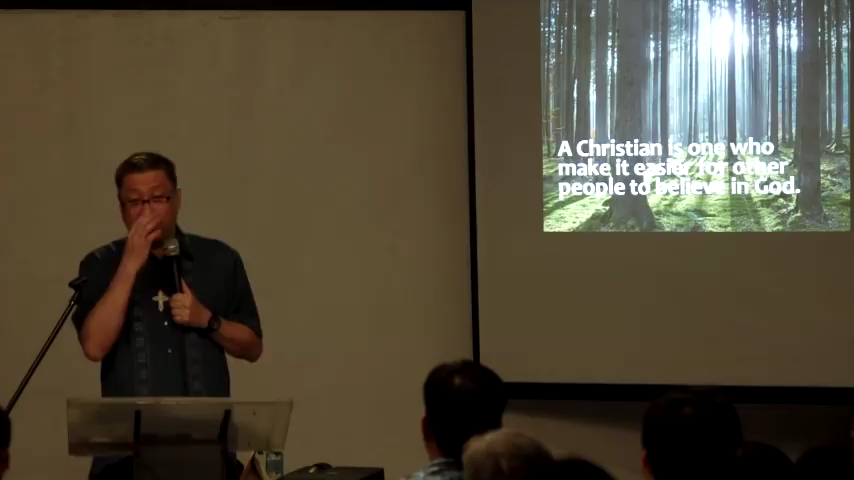 A Christian is one who
make it easier for other
people to believe in God.